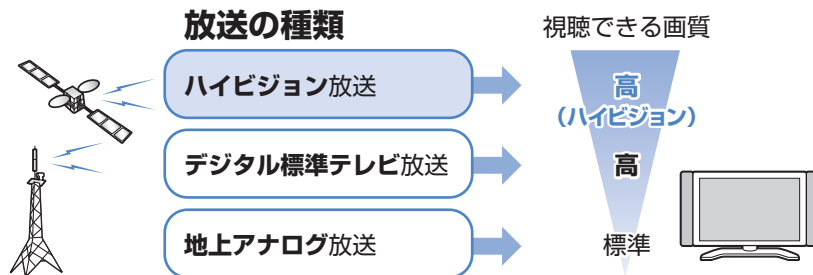 放送の種類
視聴できる画質
ハイビジョン放送
高
（ハイビジョン）
デジタル標準テレビ放送
高
地上アナログ放送
標準